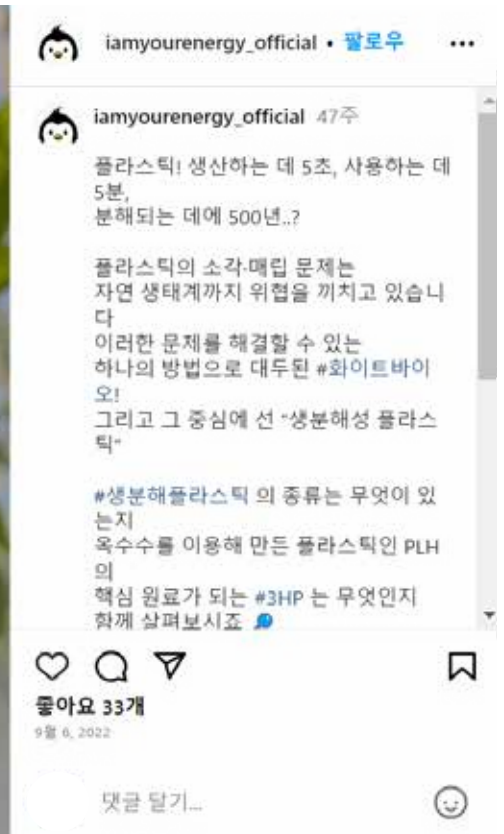 iamyourenergy_official • 팔로우 ...
iamyourenergy_official 47주
플라스틱! 생산하는 데 5초, 사용하는 데
5분,
분해되는 데에 500년..?
플라스틱의 소각·매립 문제는
자연 생태계까지 위협을 끼치고 있습니
다
이러한 문제를 해결할 수 있는
하나의 방법으로 대두된 #화이트바이
오!
그리고 그 중심에 선 "생분해성 플라스
틱"
#생분해플라스틱 의 종류는 무엇이 있
는지
옥수수를 이용해 만든 플라스틱인 PLH
의
핵심 원료가 되는 #3HP 는 무엇인지
함께 살펴보시죠
좋아요 33개
9월 6, 2022
댓글 달기...